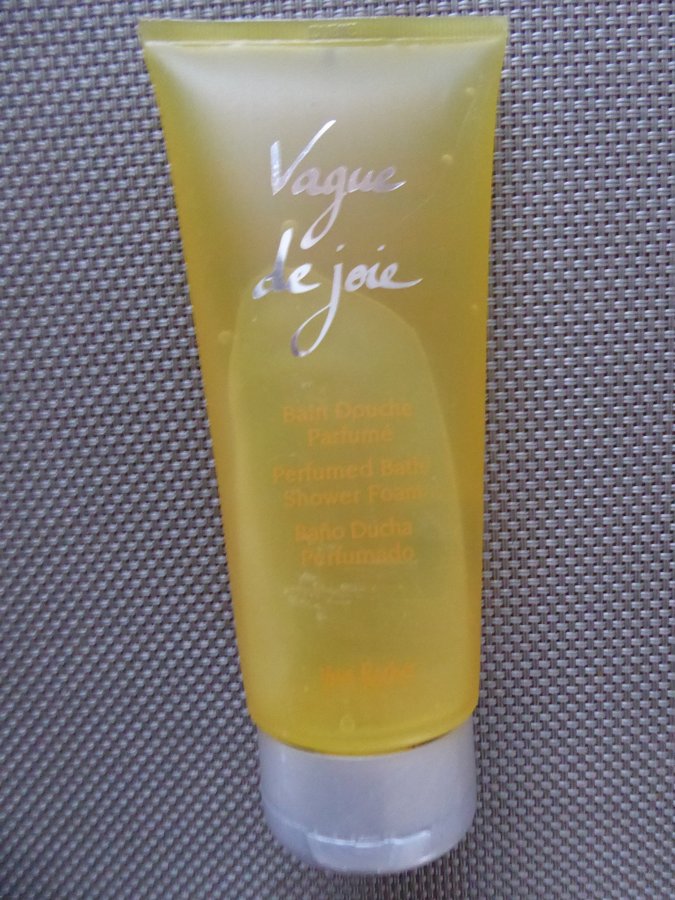 Vague
de joie
Bain Douche
Parfumé
Perfumed Bath
Shower Foam
Baño Ducha
Perfumado